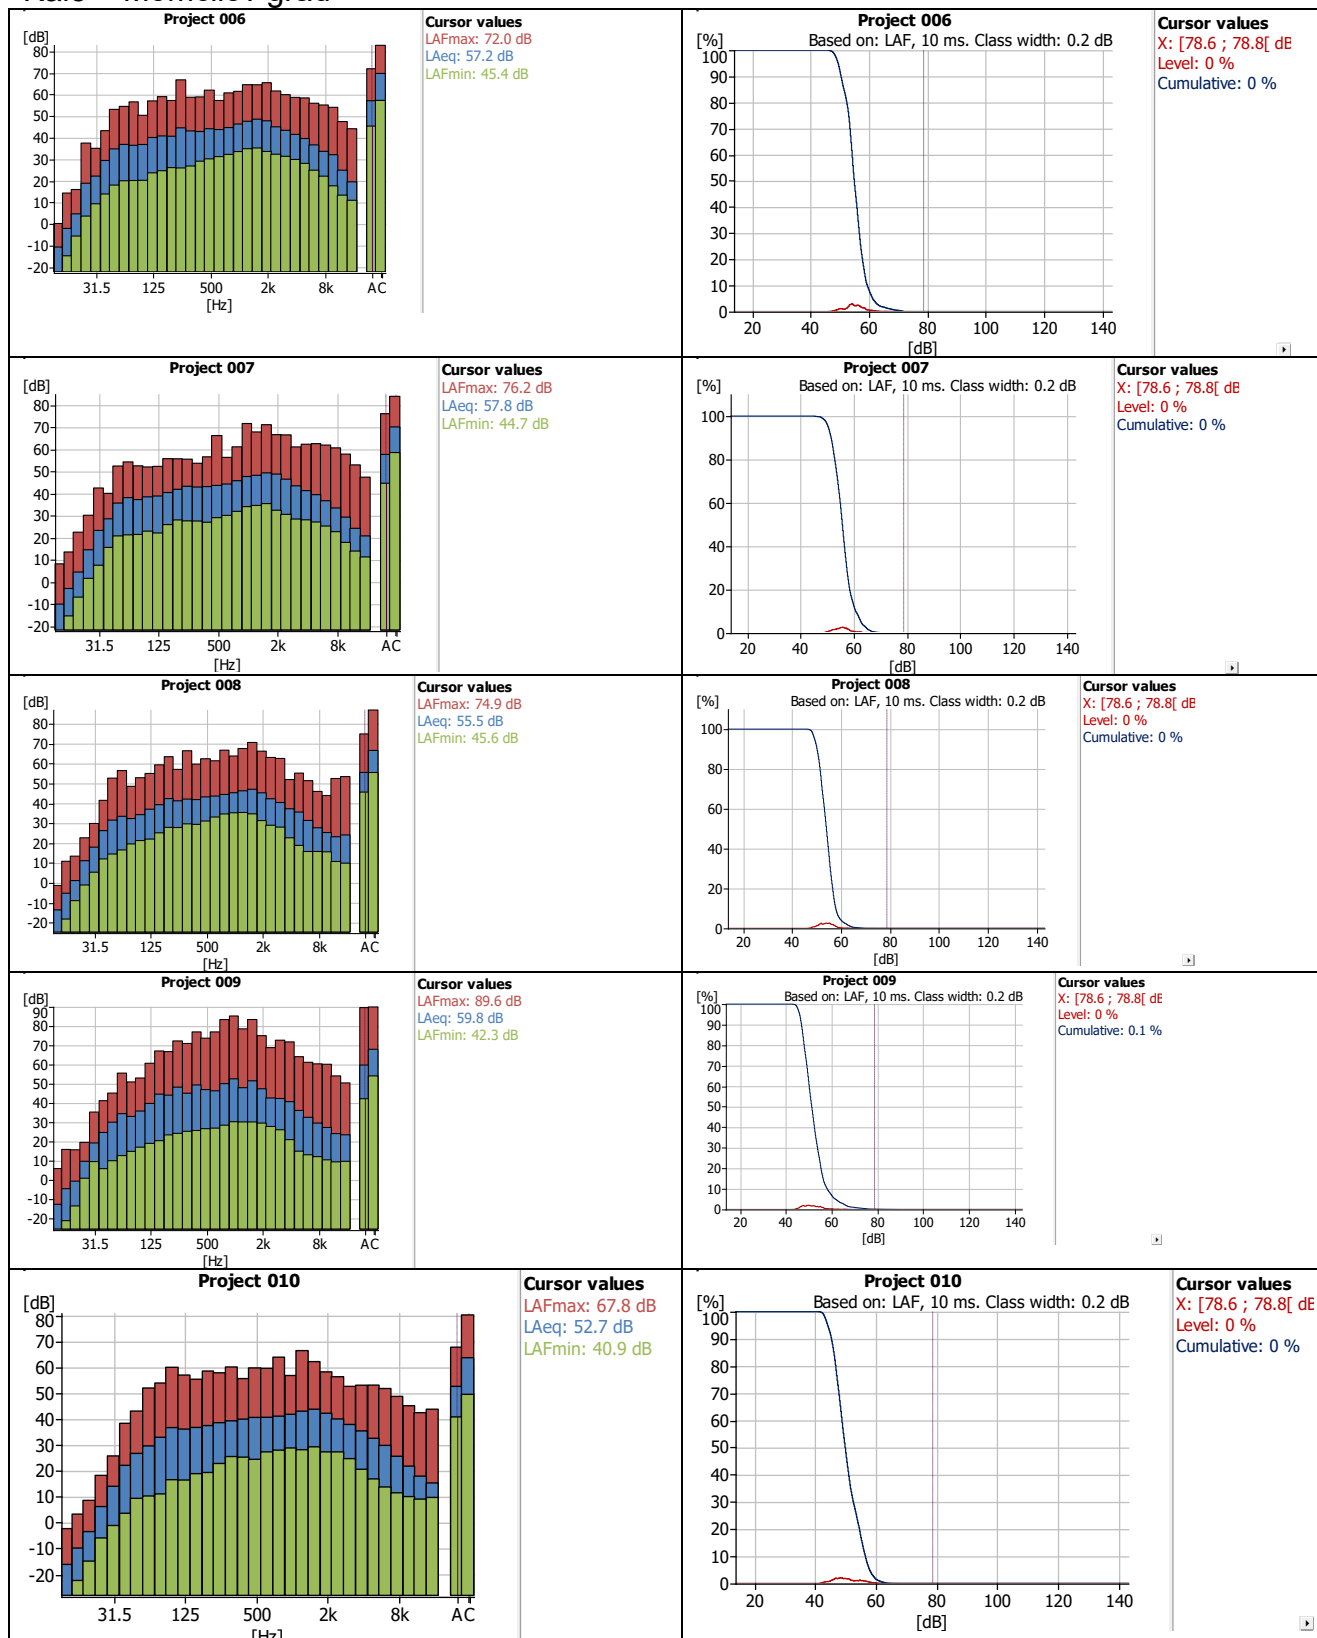 Project 006
[dB]
80
70
60
50
40
30
20
10
0
-10
-20
31.5 125 500 2k 8k A C
[Hz]
Cursor values
LAFmax: 72.0 dB
LAeq: 57.2 dB
LAFmin: 45.4 dB
Project 006
Based on: LAF, 10 ms. Class width: 0.2 dB
[%]
100
90
80
70
60
50
40
30
20
10
0
20 40 60 80 100 120 140
[dB]
Cursor values
X: [78.6 ; 78.8[ dB
Level: 0 %
Cumulative: 0 %
Project 007
[dB]
80
70
60
50
40
30
20
10
0
-10
-20
31.5 125 500 2k 8k A C
[Hz]
Cursor values
LAFmax: 76.2 dB
LAeq: 57.8 dB
LAFmin: 44.7 dB
Project 007
Based on: LAF, 10 ms. Class width: 0.2 dB
[%]
100
80
60
40
20
0
20 40 60 80 100 120 140
[dB]
Cursor values
X: [78.6 ; 78.8[ dB
Level: 0 %
Cumulative: 0 %
Project 008
[dB]
80
70
60
50
40
30
20
10
0
-10
-20
31.5 125 500 2k 8k A C
[Hz]
Cursor values
LAFmax: 74.9 dB
LAeq: 55.5 dB
LAFmin: 45.6 dB
Project 008
Based on: LAF, 10 ms. Class width: 0.2 dB
[%]
100
80
60
40
20
0
20 40 60 80 100 120 140
[dB]
Cursor values
X: [78.6 ; 78.8[ dB
Level: 0 %
Cumulative: 0 %
Project 009
[dB]
90
80
70
60
50
40
30
20
10
0
-10
-20
31.5 125 500 2k 8k A C
[Hz]
Cursor values
LAFmax: 89.6 dB
LAeq: 59.8 dB
LAFmin: 42.3 dB
Project 009
Based on: LAF, 10 ms. Class width: 0.2 dB
[%]
100
90
80
70
60
50
40
30
20
10
0
20 40 60 80 100 120 140
[dB]
Cursor values
X: [78.6 ; 78.8[ dB
Level: 0 %
Cumulative: 0.1 %
Project 010
[dB]
80
70
60
50
40
30
20
10
0
-10
-20
31.5 125 500 2k 8k A C
[Hz]
Cursor values
LAFmax: 67.8 dB
LAeq: 52.7 dB
LAFmin: 40.9 dB
Project 010
Based on: LAF, 10 ms. Class width: 0.2 dB
[%]
100
90
80
70
60
50
40
30
20
10
0
20 40 60 80 100 120 140
[dB]
Cursor values
X: [78.6 ; 78.8[ dB
Level: 0 %
Cumulative: 0 %